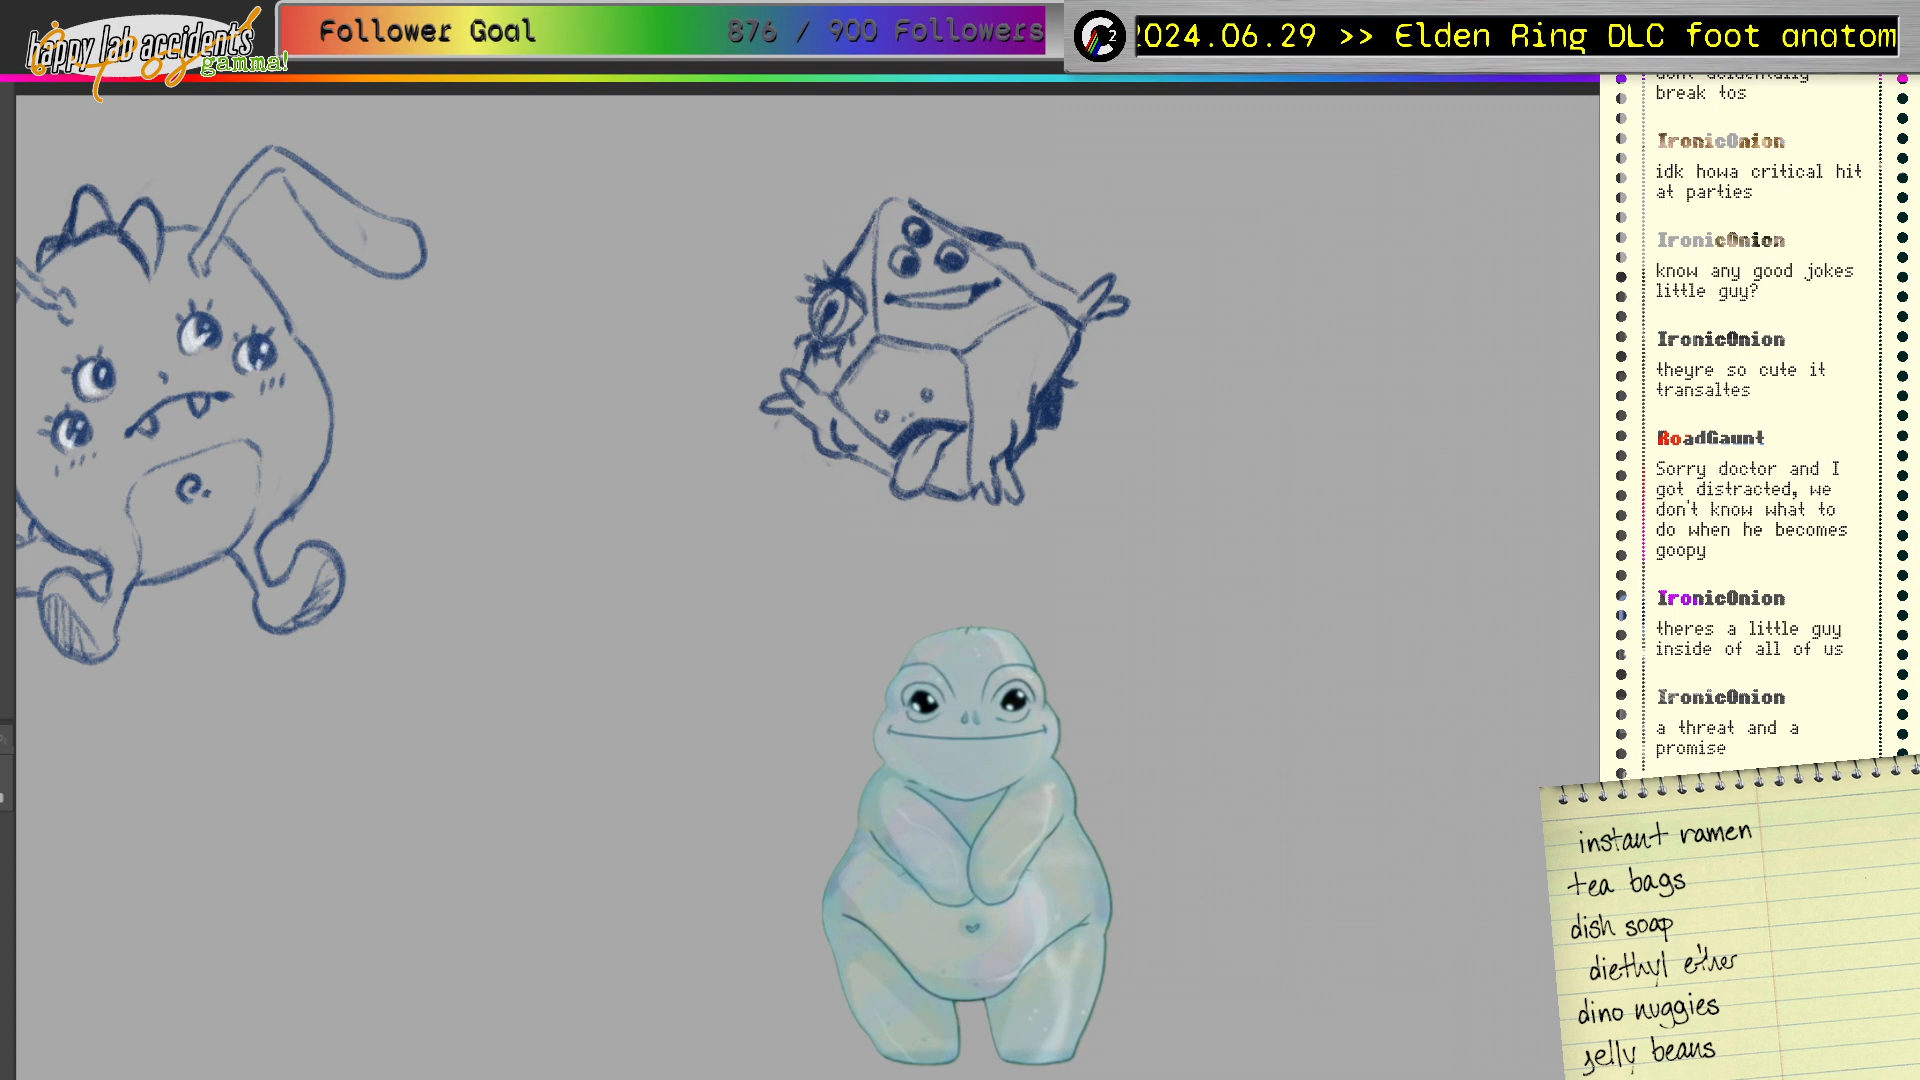 happy lab accidents
gamma!
Follower Goal
876 / 900 Followers
2024.06.29 >> Elden Ring DLC foot anatom
break tos
IronicOnion
idk howa critical hit
at parties
IronicOnion
know any good jokes
little guy?
IronicOnion
theyre so cute it
transaltes
RoadGaunt
Sorry doctor and I
got distracted, we
don't know what to
do when he becomes
goopy
IronicOnion
theres a little guy
inside of all of us
IronicOnion
a threat and a
promise
instant ramen
tea bags
dish soap
diethyl ether
dino nuggies
jelly beans